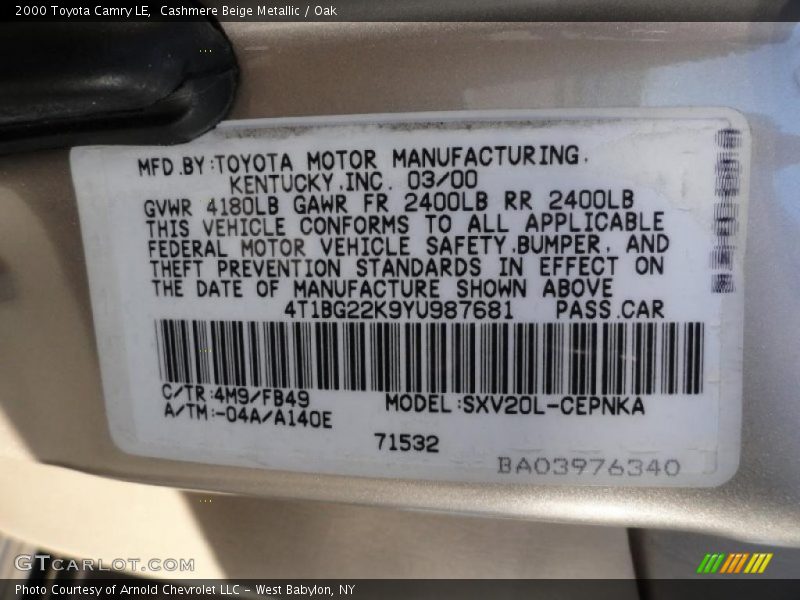 2000 Toyota Camry LE, Cashmere Beige Metallic / Oak
MFD.BY:TOYOTA MOTOR MANUFACTURING.
KENTUCKY.INC. 03/00
GVWR 4180LB GAWR FR 2400LB RR 2400LB
THIS VEHICLE CONFORMS TO ALL APPLICABLE
FEDERAL MOTOR VEHICLE SAFETY.BUMPER. AND
THEFT PREVENTION STANDARDS IN EFFECT ON
THE DATE OF MANUFACTURE SHOWN ABOVE
4T1BG22K9YU987681 PASS.CAR
C/TR:4M9/FB49
A/TM:-04A/A140E
MODEL:SXV20L-CEPNKA
71532
BA03976340
GTcarlot.com
Photo Courtesy of Arnold Chevrolet LLC - West Babylon, NY